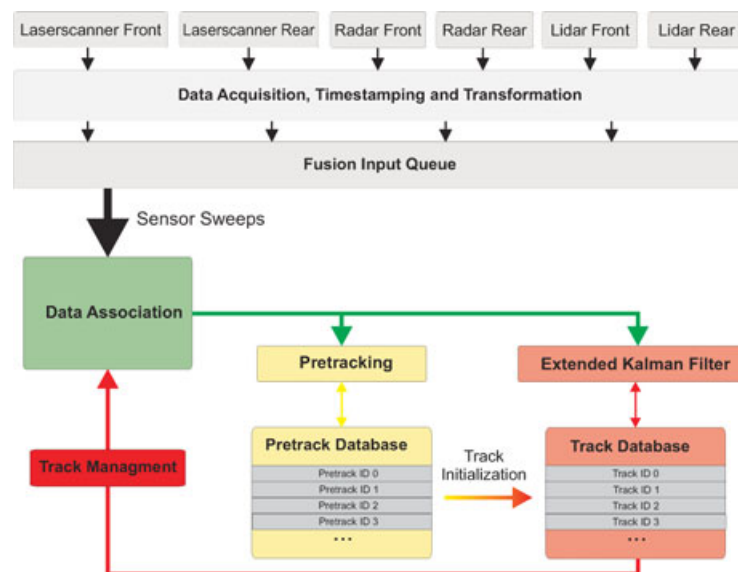 Laserscanner Front
Laserscanner Rear
Radar Front
Radar Rear
Lidar Front
Lidar Rear
Data Acquisition, Timestamping and Transformation
Fusion Input Queue
Sensor Sweeps
Data Association
Pretracking
Extended Kalman Filter
Track Managment
Pretrack Database
Pretrack ID 0
Pretrack ID 1
Pretrack ID 2
Pretrack ID 3
...
Track
Initialization
Track Database
Track ID 0
Track ID 1
Track ID 2
Track ID 3
...